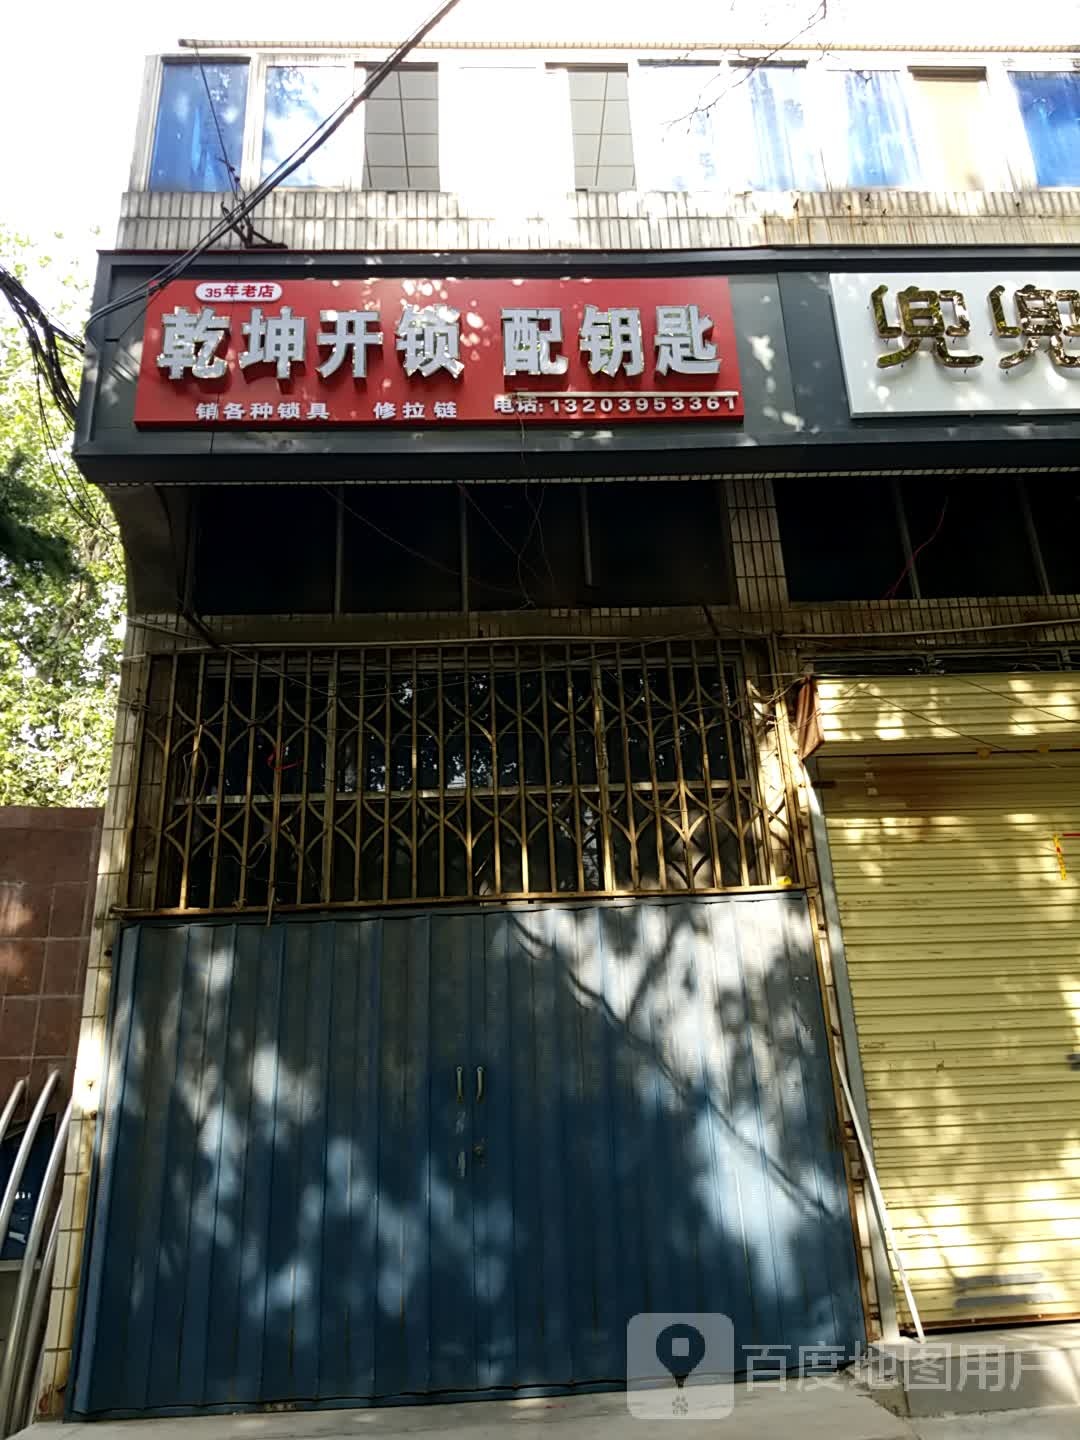 35年老店
乾坤开锁 配钥匙
销各种锁具 修拉链 电话:13203953361
兜兜
百度地图用户